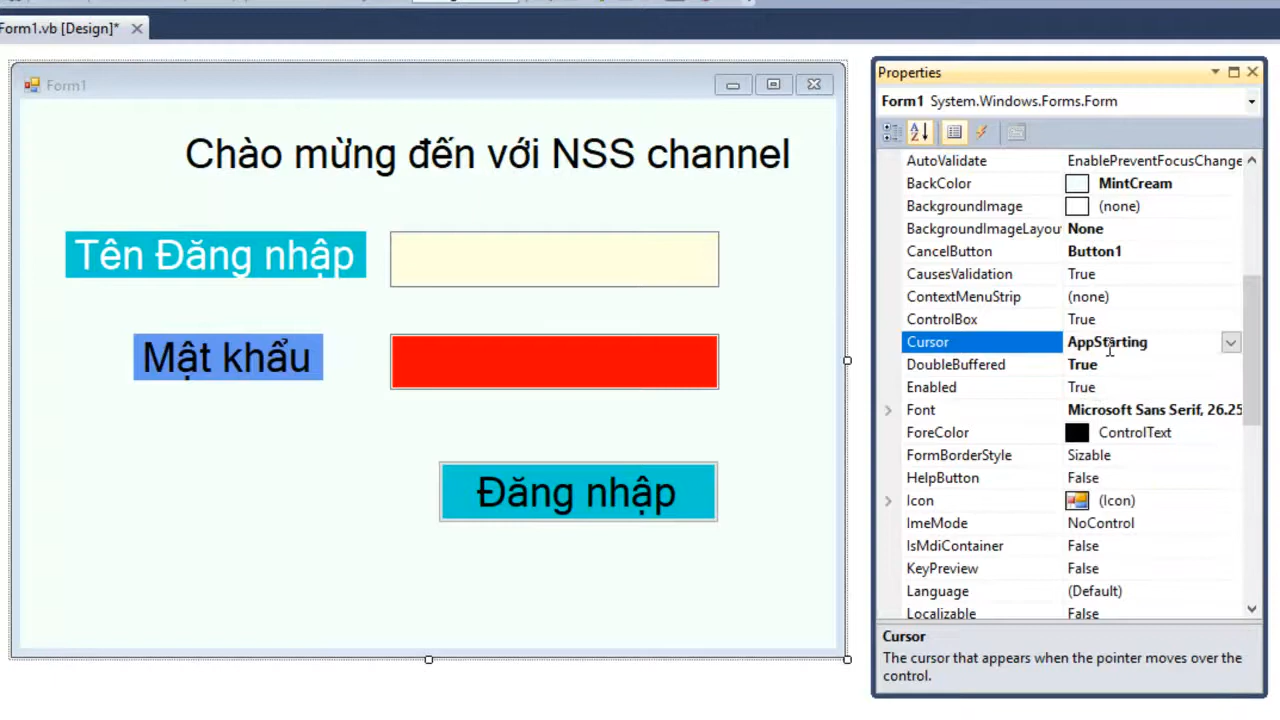 Form1.vb [Design]*
Form1
Chào mừng đến với NSS channel
Tên Đăng nhập
Mật khẩu
Đăng nhập
Properties
Form1 System.Windows.Forms.Form
AutoValidate EnablePreventFocusChange
BackColor MintCream
BackgroundImage (none)
BackgroundImageLayou None
CancelButton Button1
CausesValidation True
ContextMenuStrip (none)
ControlBox True
Cursor AppStarting
DoubleBuffered True
Enabled True
Font Microsoft Sans Serif, 26.25
ForeColor ControlText
FormBorderStyle Sizable
HelpButton False
Icon (Icon)
ImeMode NoControl
IsMdiContainer False
KeyPreview False
Language (Default)
Localizable False
Cursor
The cursor that appears when the pointer moves over the
control.